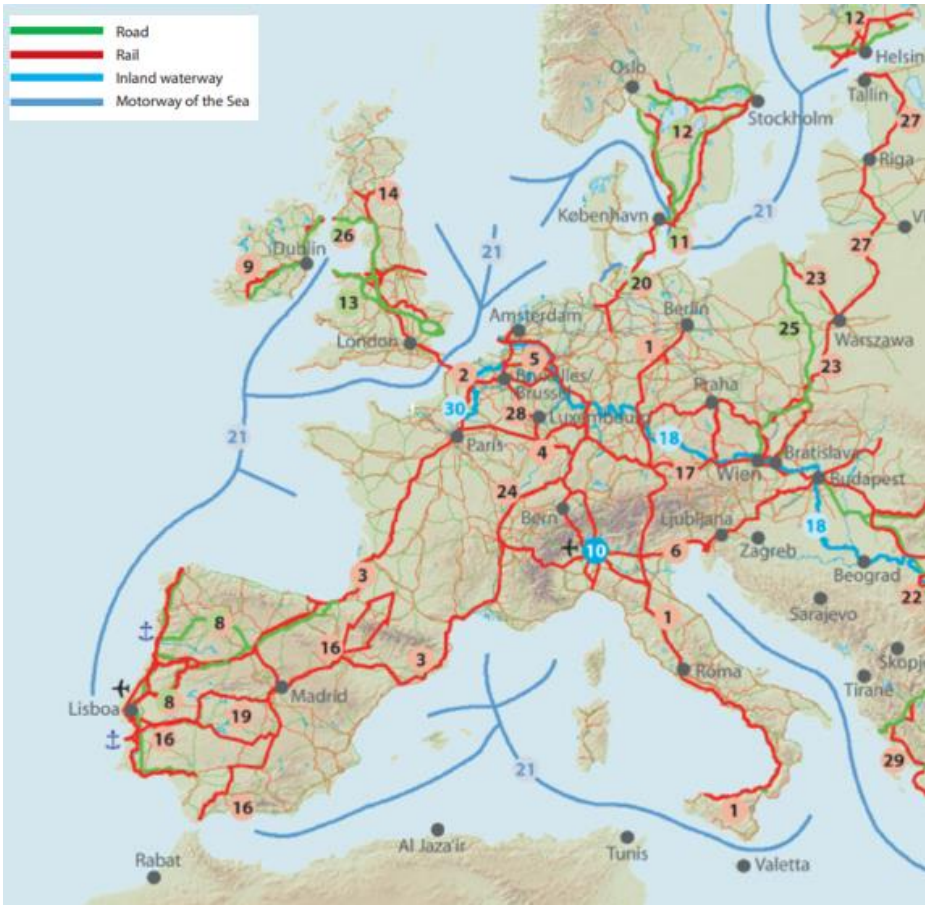 Road
Rail
Inland waterway
Motorway of the Sea
12
Helsin
Oslo
Tallin
Stockholm
27
12
14
Riga
København
21
11
Vi
26
21
Dublin
9
27
20
23
13
Amsterdam
Berlin
25
London
1
Warszawa
5
2
Bruxelles/
Brussel
23
Praha
30
28
Luxembourg
Paris
18
4
Bratislava
21
17
Wien
Budapest
24
Bern
Ljubljana
18
10
6
Zagreb
3
Beograd
22
Sarajevo
8
1
16
3
Skopje
Roma
Tirane
Madrid
8
Lisboa
19
16
29
21
16
1
Al Jaza'ir
Tunis
Rabat
Valetta